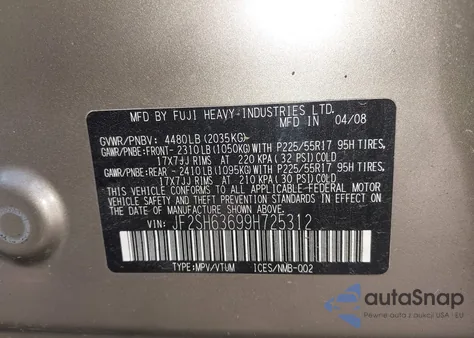 MFD. BY FUJI HEAVY-INDUSTRIES LTD.
MFD. IN 04/08
GVWR/PNBV: 4480LB(2035KG)
GAWR/PNBE:FRONT-2310LB(1050KG)WITH P225/55R17 95H TIRES,
17X7JJ RIMS AT 220 KPA(32 PSI)COLD
GAWR/PNBE:REAR -2410LB(1095KG)WITH P225/55R17 95H TIRES,
17X7JJ RIMS AT 210 KPA(30 PSI)COLD
THIS VEHICLE CONFORMS TO ALL APPLICABLE FEDERAL MOTOR
VEHICLE SAFETY STANDARDS IN EFFECT ON THE DATE OF
MANUFACTURE SHOWN ABOVE.
VIN: JF2SH63699H725312
TYPE:MPV/VTUM ICES/NMB-002
autoSnap
Pewne auta z USA i EU